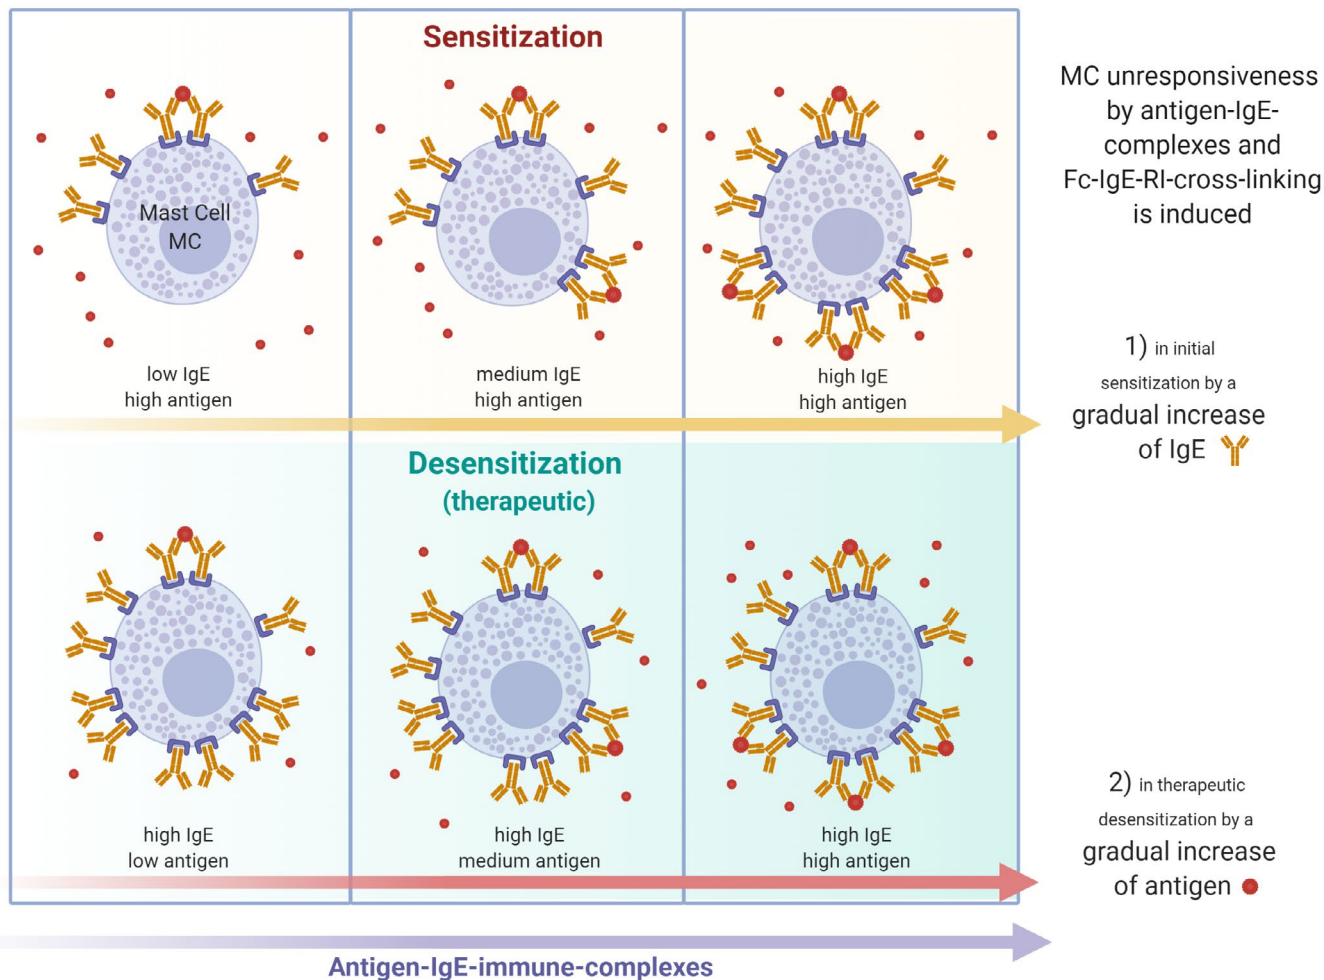 Sensitization
Mast Cell
MC
low IgE
high antigen
medium IgE
high antigen
high IgE
high antigen
MC unresponsiveness
by antigen-IgE-
complexes and
Fc-IgE-RI-cross-linking
is induced
1) in initial
sensitization by a
gradual increase
of IgE
Desensitization
(therapeutic)
high IgE
low antigen
high IgE
medium antigen
high IgE
high antigen
2) in therapeutic
desensitization by a
gradual increase
of antigen
Antigen-IgE-immune-complexes